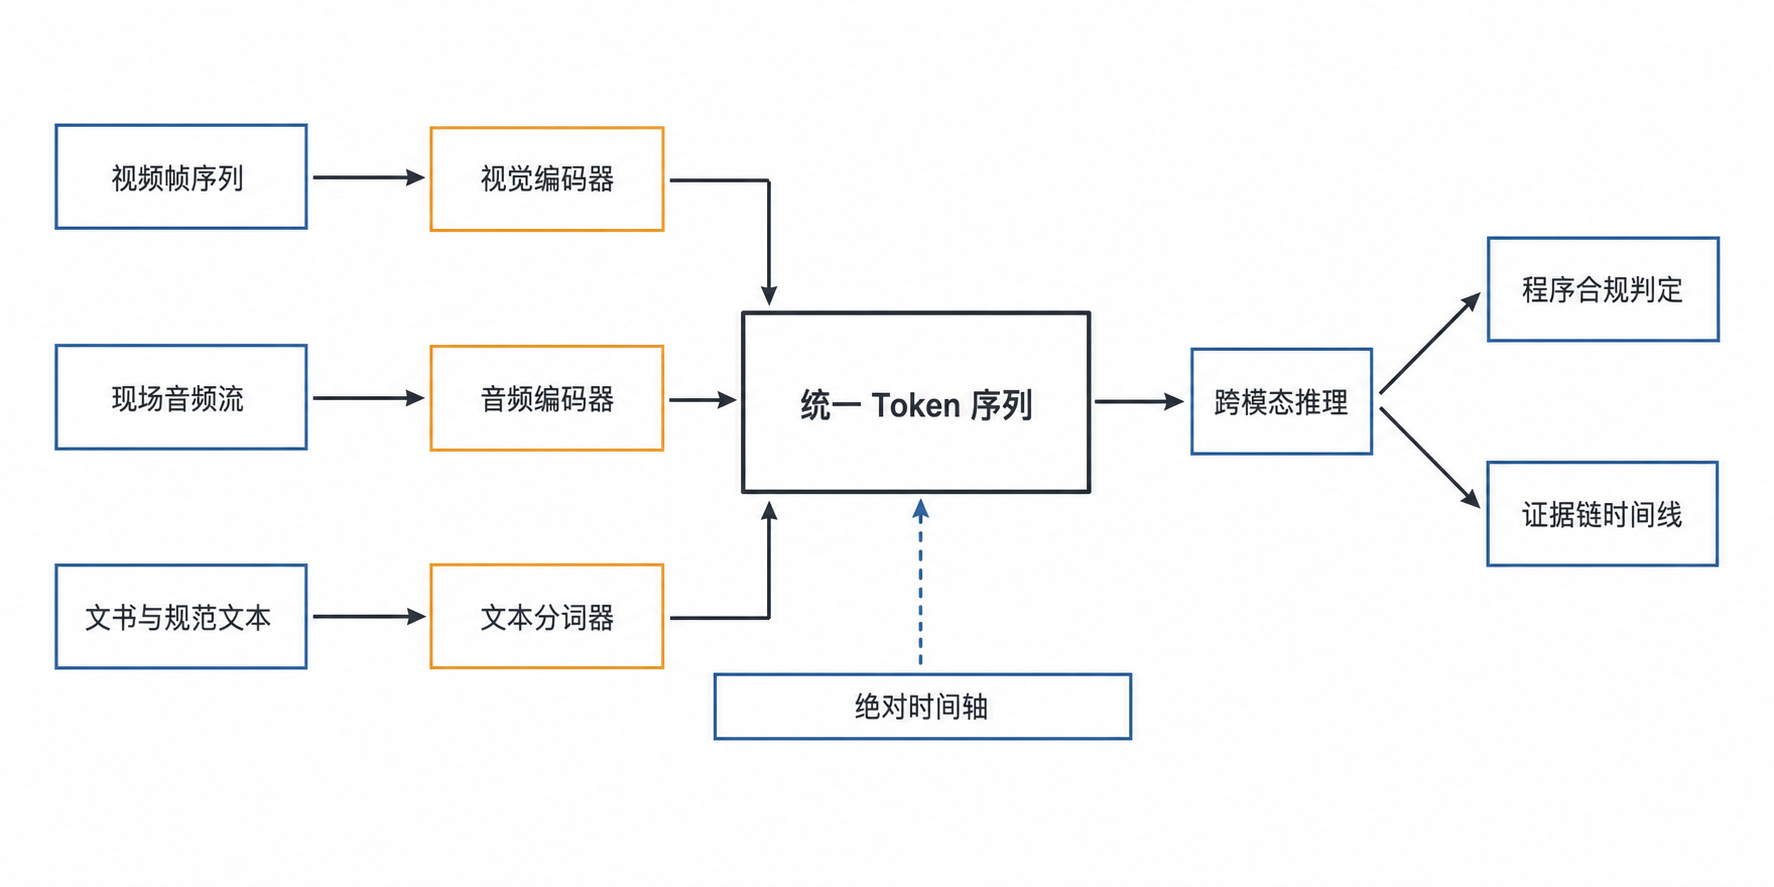 视频帧序列
视觉编码器
程序合规判定
现场音频流
音频编码器
统一 Token 序列
跨模态推理
证据链时间线
文书与规范文本
文本分词器
绝对时间轴